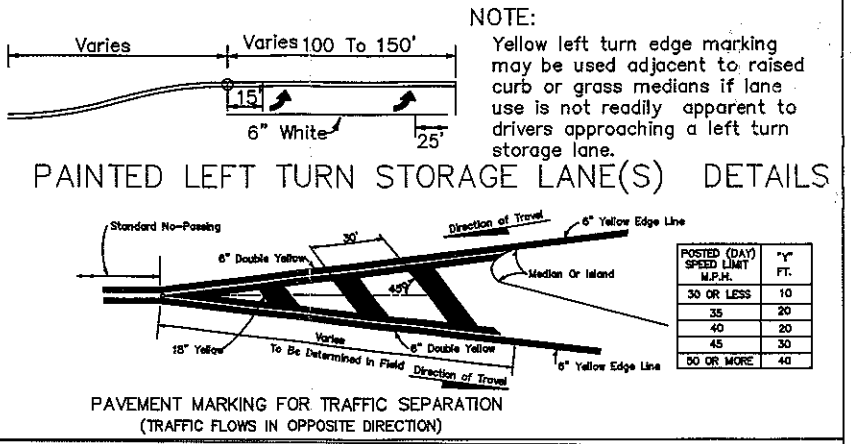 NOTE:
Varies
Varies 100 To 150'
Yellow left turn edge marking
may be used adjacent to raised
curb or grass medians if lane
use is not readily apparent to
drivers approaching a left turn
storage lane.
15'
6" White
25'
PAINTED LEFT TURN STORAGE LANE(S) DETAILS
Standard No-Passing
Direction of Travel
6" Yellow Edge Line
30'
6" Double Yellow
Median Or Island
45°
18" Yellow
Varies
To Be Determined In Field
6" Double Yellow
Direction of Travel
6" Yellow Edge Line
POSTED (DAY) SPEED LIMIT M.P.H. "Y" FT.
30 OR LESS 10
35 20
40 20
45 30
50 OR MORE 40
PAVEMENT MARKING FOR TRAFFIC SEPARATION
(TRAFFIC FLOWS IN OPPOSITE DIRECTION)